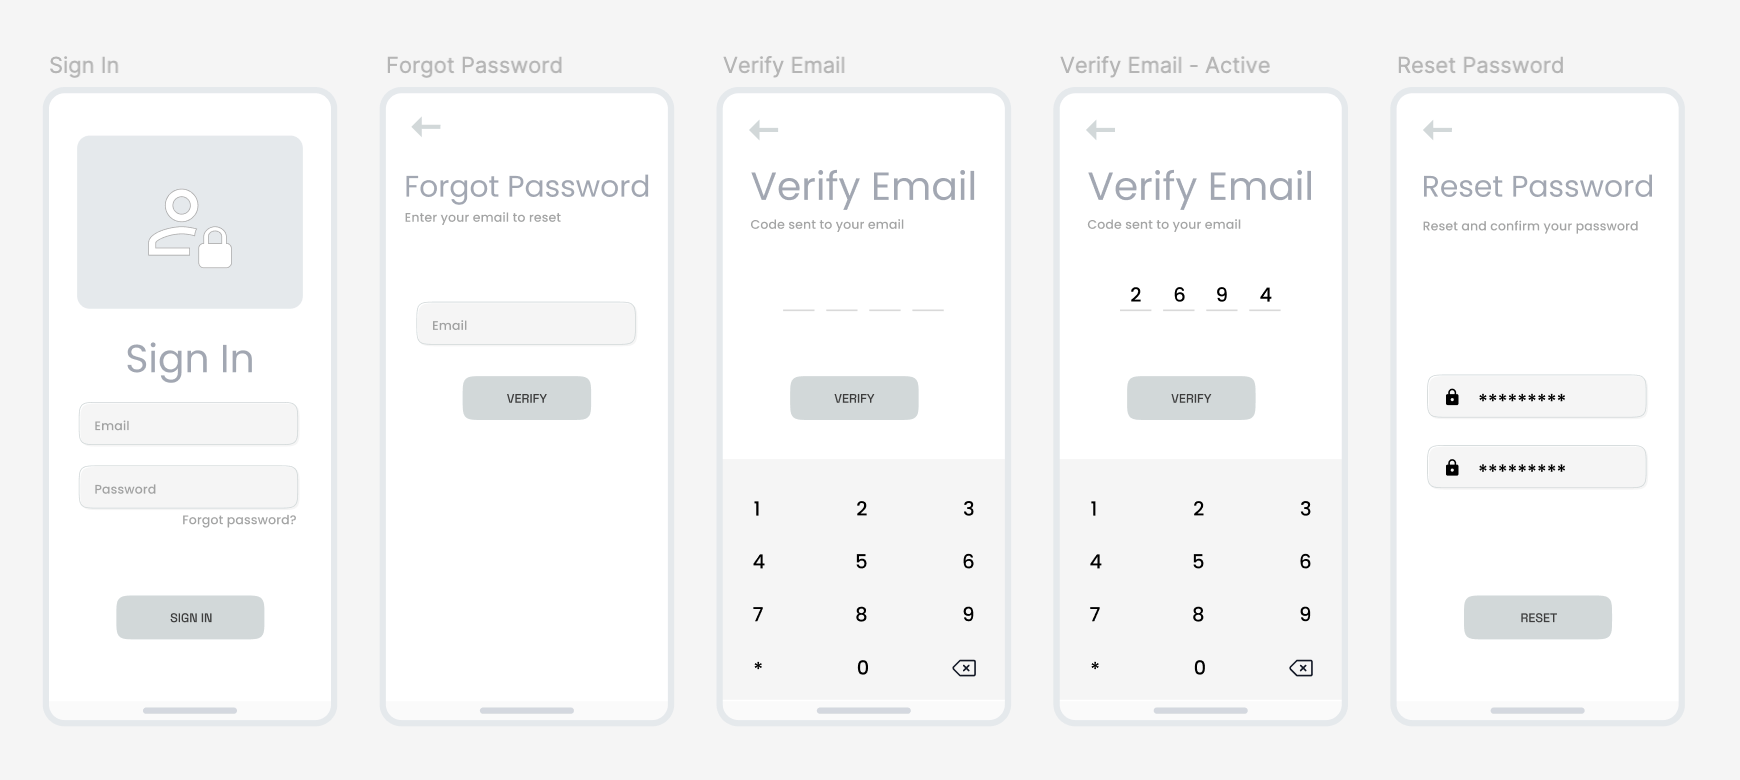 Sign In
Sign In
Email
Password
Forgot password?
SIGN IN
Forgot Password
Forgot Password
Enter your email to reset
Email
VERIFY
Verify Email
Verify Email
Code sent to your email
VERIFY
1 2 3
4 5 6
7 8 9
* 0
Verify Email - Active
Verify Email
Code sent to your email
2 6 9 4
VERIFY
1 2 3
4 5 6
7 8 9
* 0
Reset Password
Reset Password
Reset and confirm your password
*********
*********
RESET